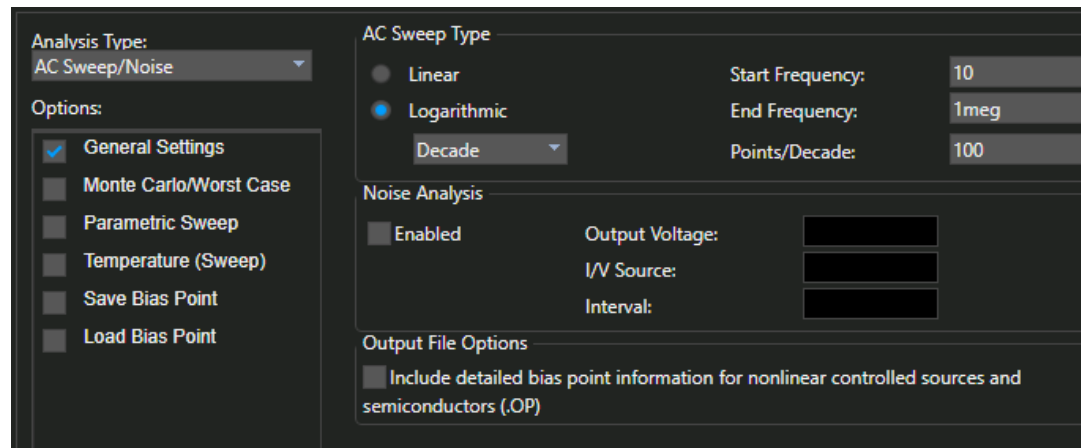 Analysis Type:
AC Sweep/Noise
Options:
General Settings
Monte Carlo/Worst Case
Parametric Sweep
Temperature (Sweep)
Save Bias Point
Load Bias Point
AC Sweep Type
Linear
Logarithmic
Decade
Start Frequency: 10
End Frequency: 1meg
Points/Decade: 100
Noise Analysis
Enabled
Output Voltage:
I/V Source:
Interval:
Output File Options
Include detailed bias point information for nonlinear controlled sources and
semiconductors (.OP)